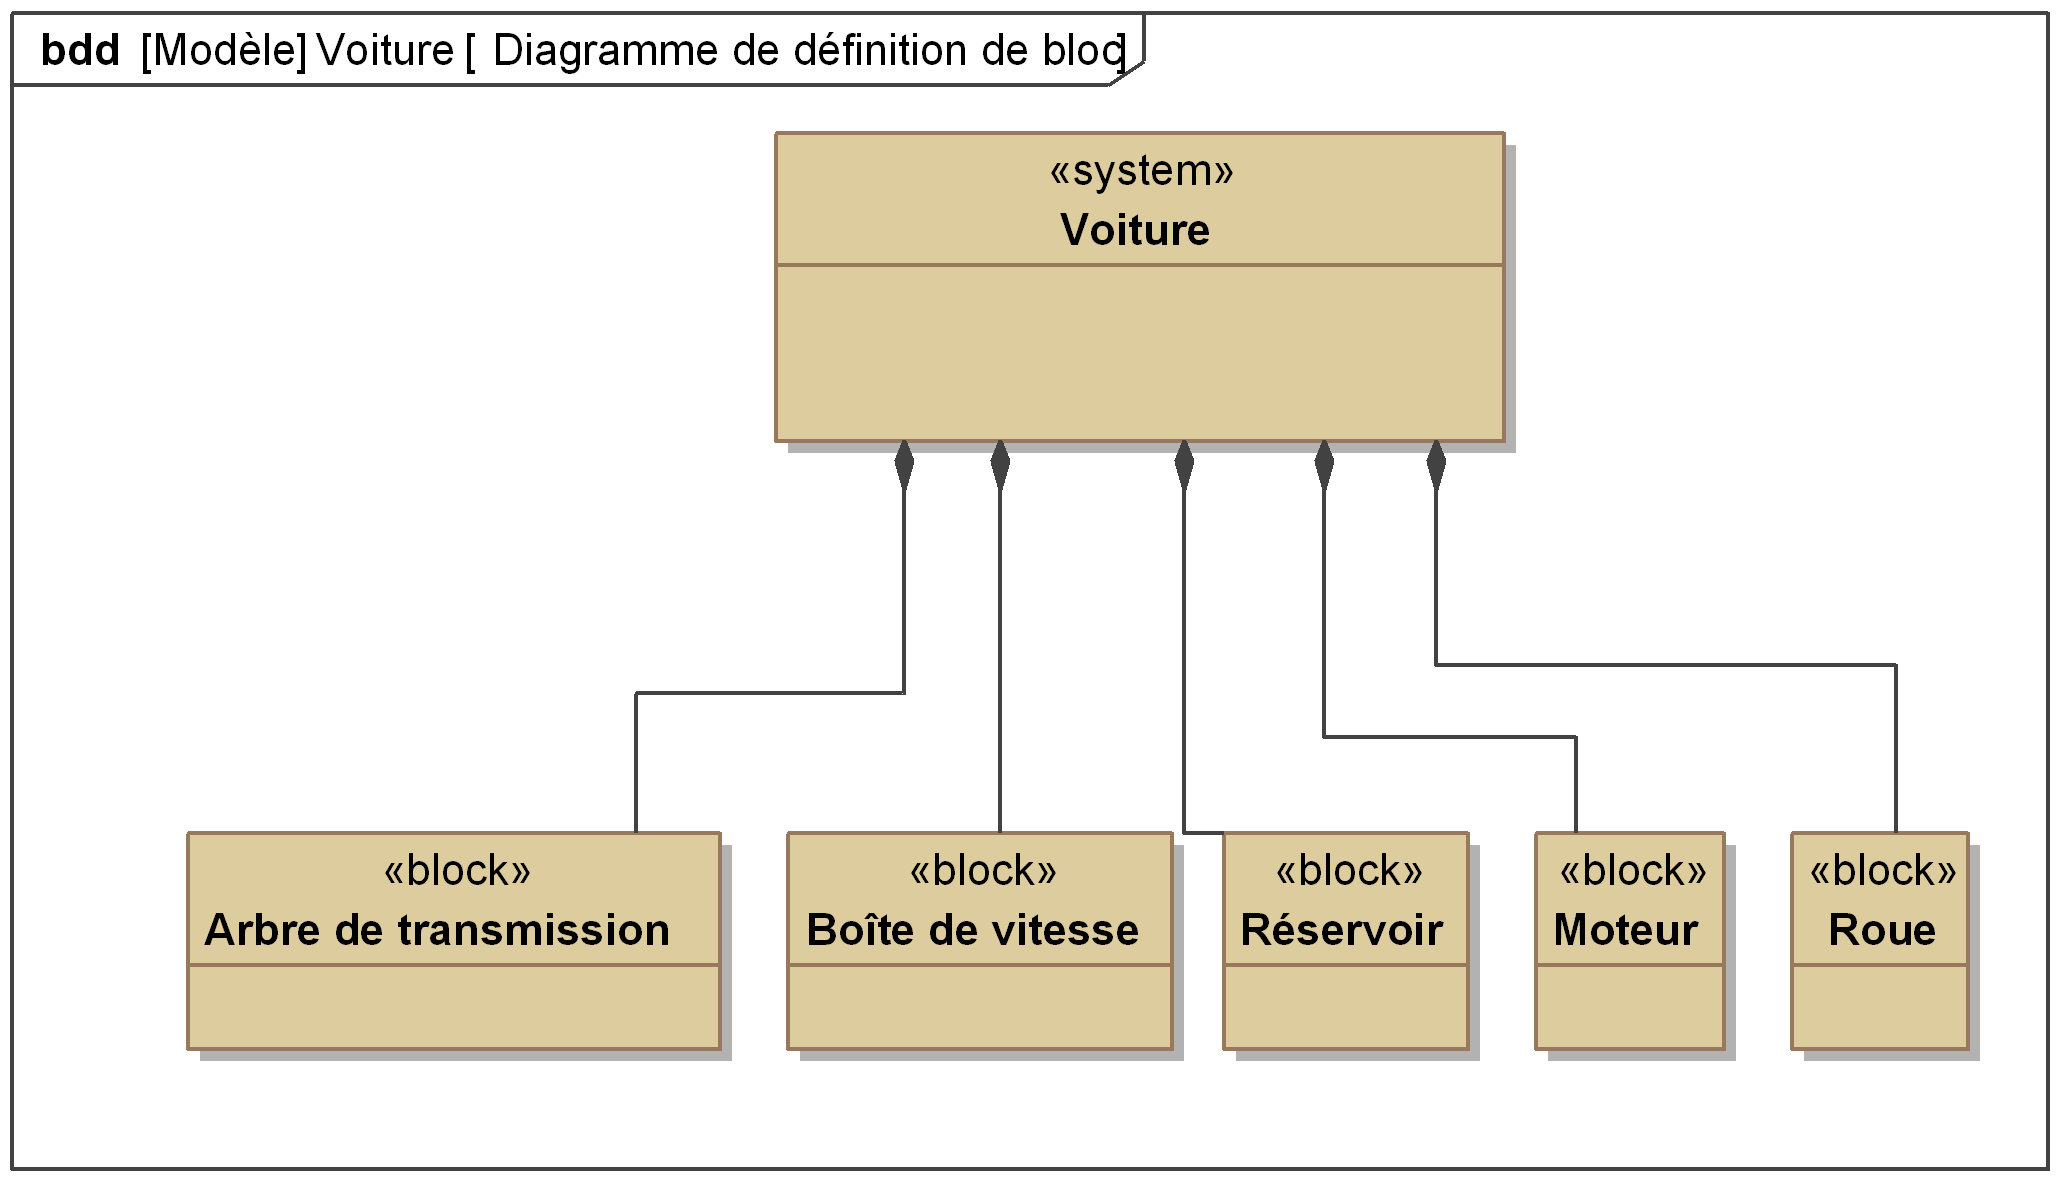 bdd [Modèle] Voiture [ Diagramme de définition de bloc]
«system»
Voiture
«block» «block» «block» «block» «block»
Arbre de transmission Boîte de vitesse Réservoir Moteur Roue